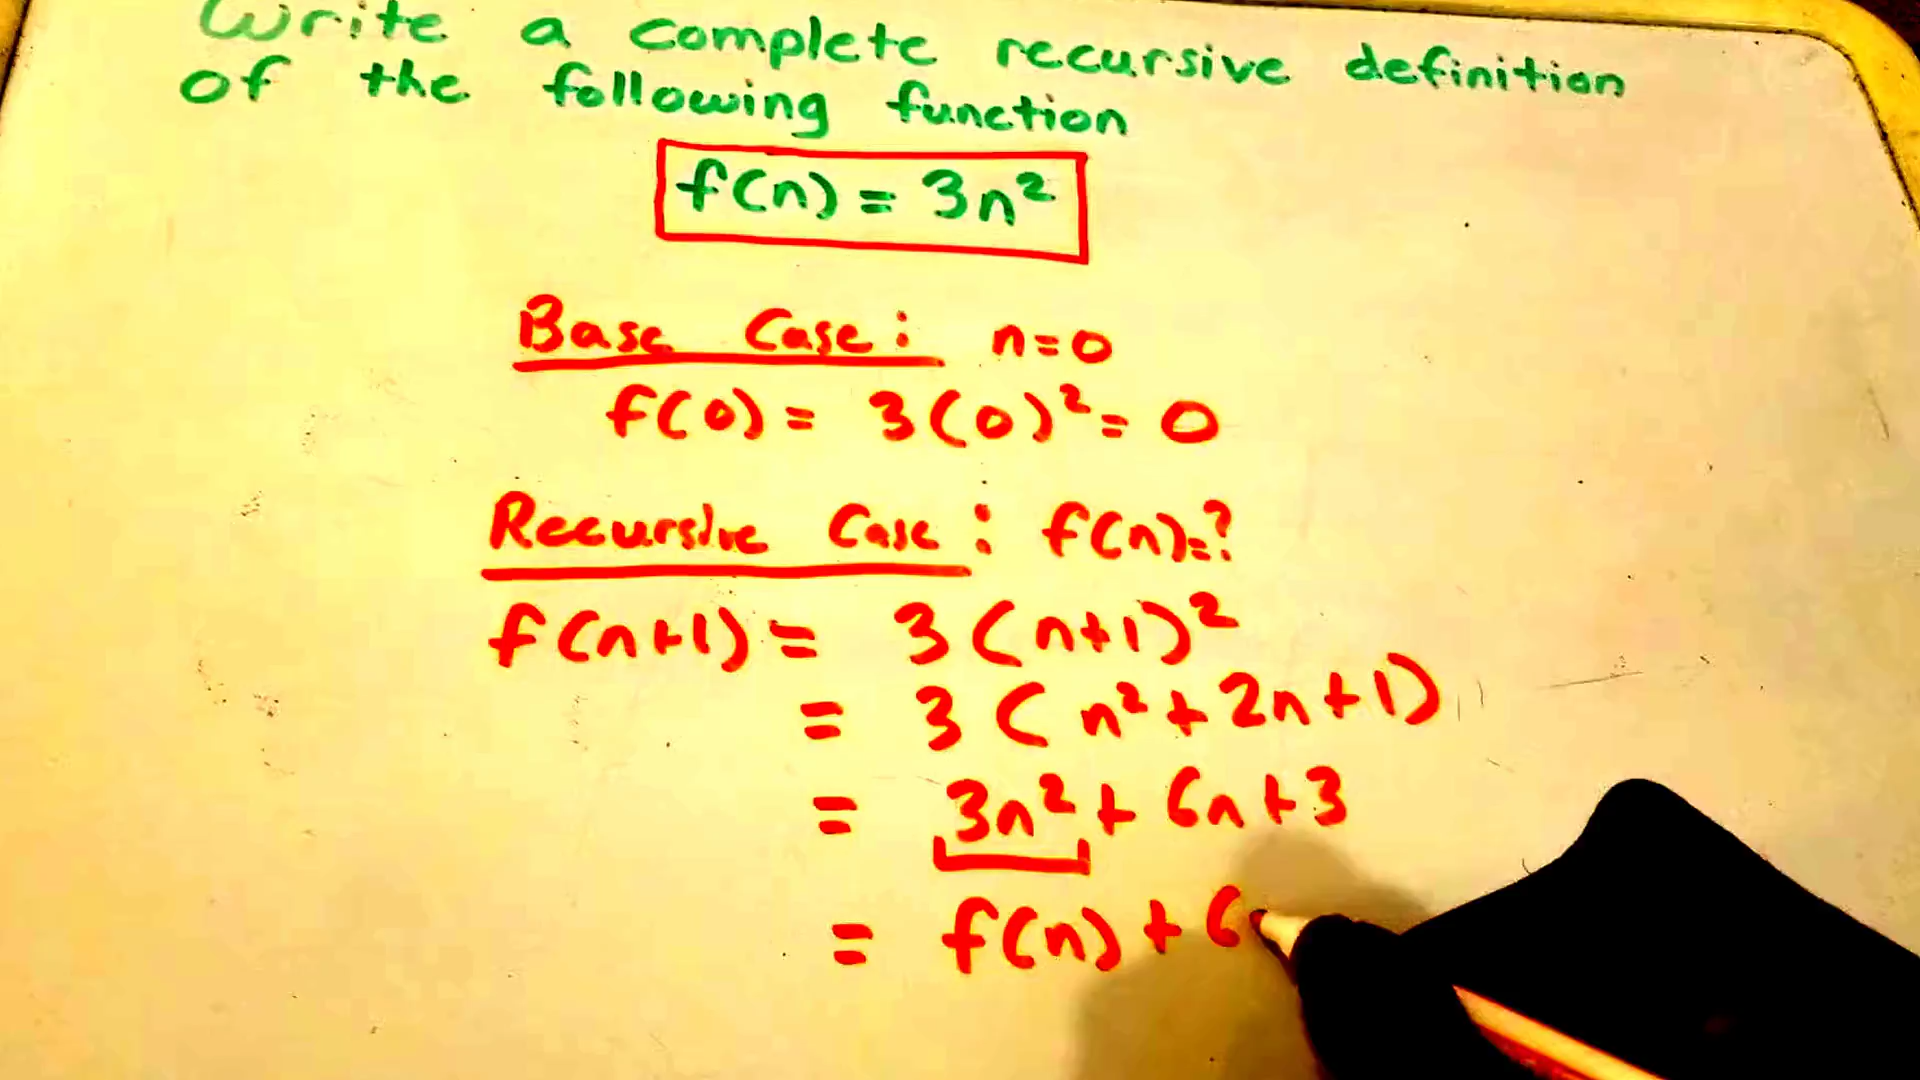 Write a complete recursive definition
of the following function
f(n) = 3n²
Base Case: n=0
f(0) = 3(0)² = 0
Recursive Case: f(n)=?
f(n+1) = 3(n+1)²
= 3(n²+2n+1)
= 3n²+6n+3
= f(n)+6